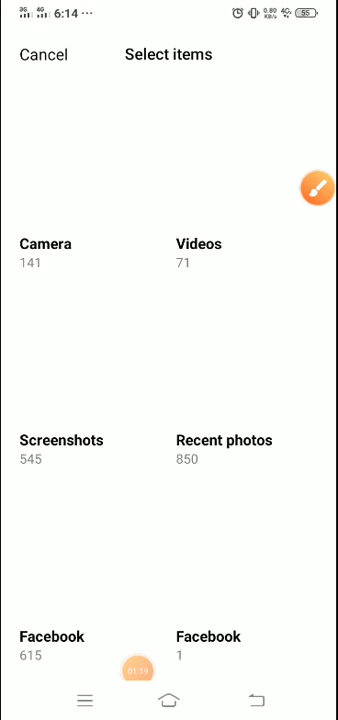 3G 4G 6:14 ··· 0.80 KB/s 4G 55
Cancel Select items
Camera Videos
141 71
Screenshots Recent photos
545 850
Facebook Facebook
615 1
01:19